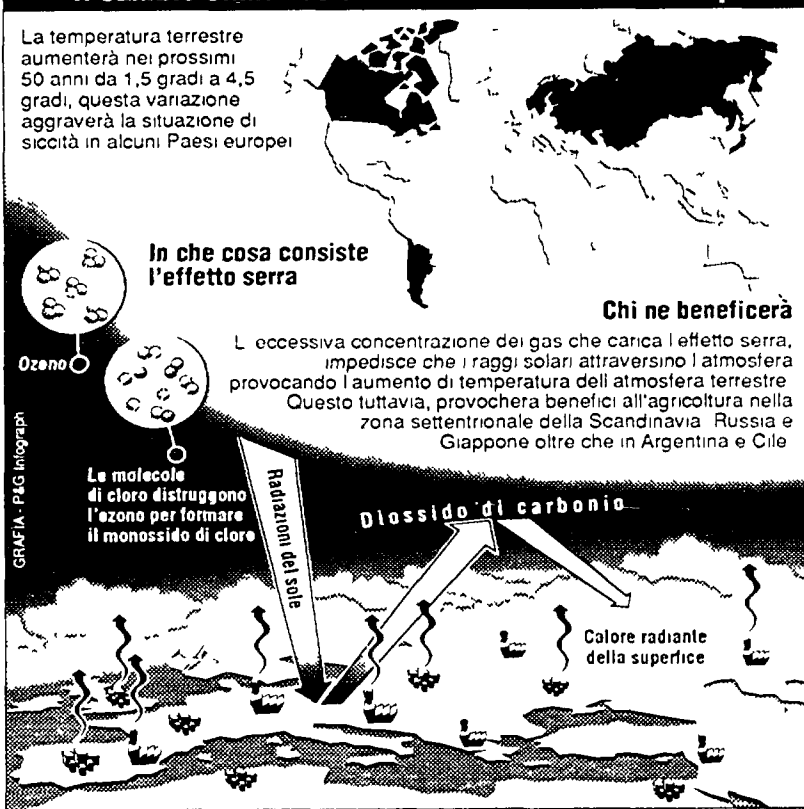 La temperatura terrestre
aumenterà nei prossimi
50 anni da 1,5 gradi a 4,5
gradi, questa variazione
aggraverà la situazione di
siccità in alcuni Paesi europei
In che cosa consiste
l'effetto serra
Ozono
Le molecole
di cloro distruggono
l'ozono per formare
il monossido di cloro
GRAFIA - P&G Infograph
Chi ne beneficerà
L eccessiva concentrazione dei gas che carica l effetto serra,
impedisce che i raggi solari attraversino l atmosfera
provocando l aumento di temperatura dell atmosfera terrestre
Questo tuttavia, provochera benefici all'agricoltura nella
zona settentrionale della Scandinavia Russia e
Giappone oltre che in Argentina e Cile
Radiazioni del sole
Diossido di carbonio
Calore radiante
della superfice